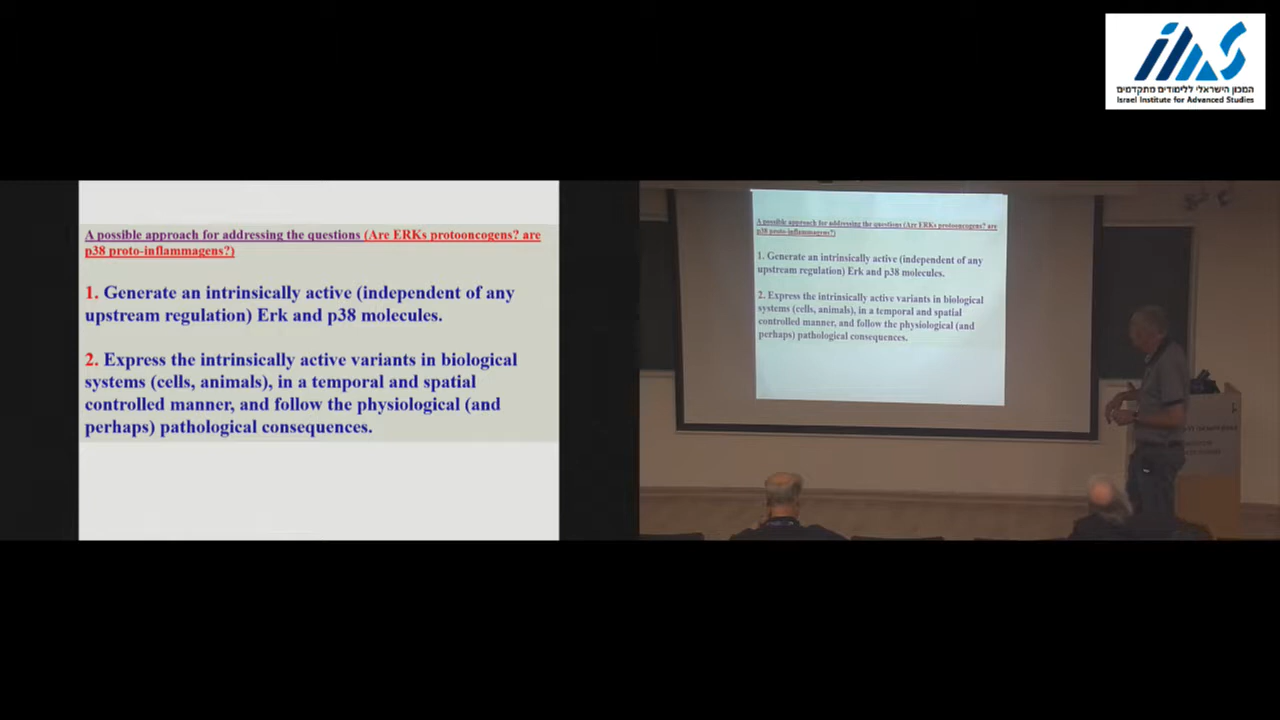 המכון הישראלי ללימודים מתקדמים
Israel Institute for Advanced Studies
A possible approach for addressing the questions (Are ERKs protooncogens? are
p38 proto-inflammagens?)
1. Generate an intrinsically active (independent of any
upstream regulation) Erk and p38 molecules.
2. Express the intrinsically active variants in biological
systems (cells, animals), in a temporal and spatial
controlled manner, and follow the physiological (and
perhaps) pathological consequences.
A possible approach for addressing the questions (Are ERKs protooncogens? are
p38 proto-inflammagens?)
1. Generate an intrinsically active (independent of any
upstream regulation) Erk and p38 molecules.
2. Express the intrinsically active variants in biological
systems (cells, animals), in a temporal and spatial
controlled manner, and follow the physiological (and
perhaps) pathological consequences.